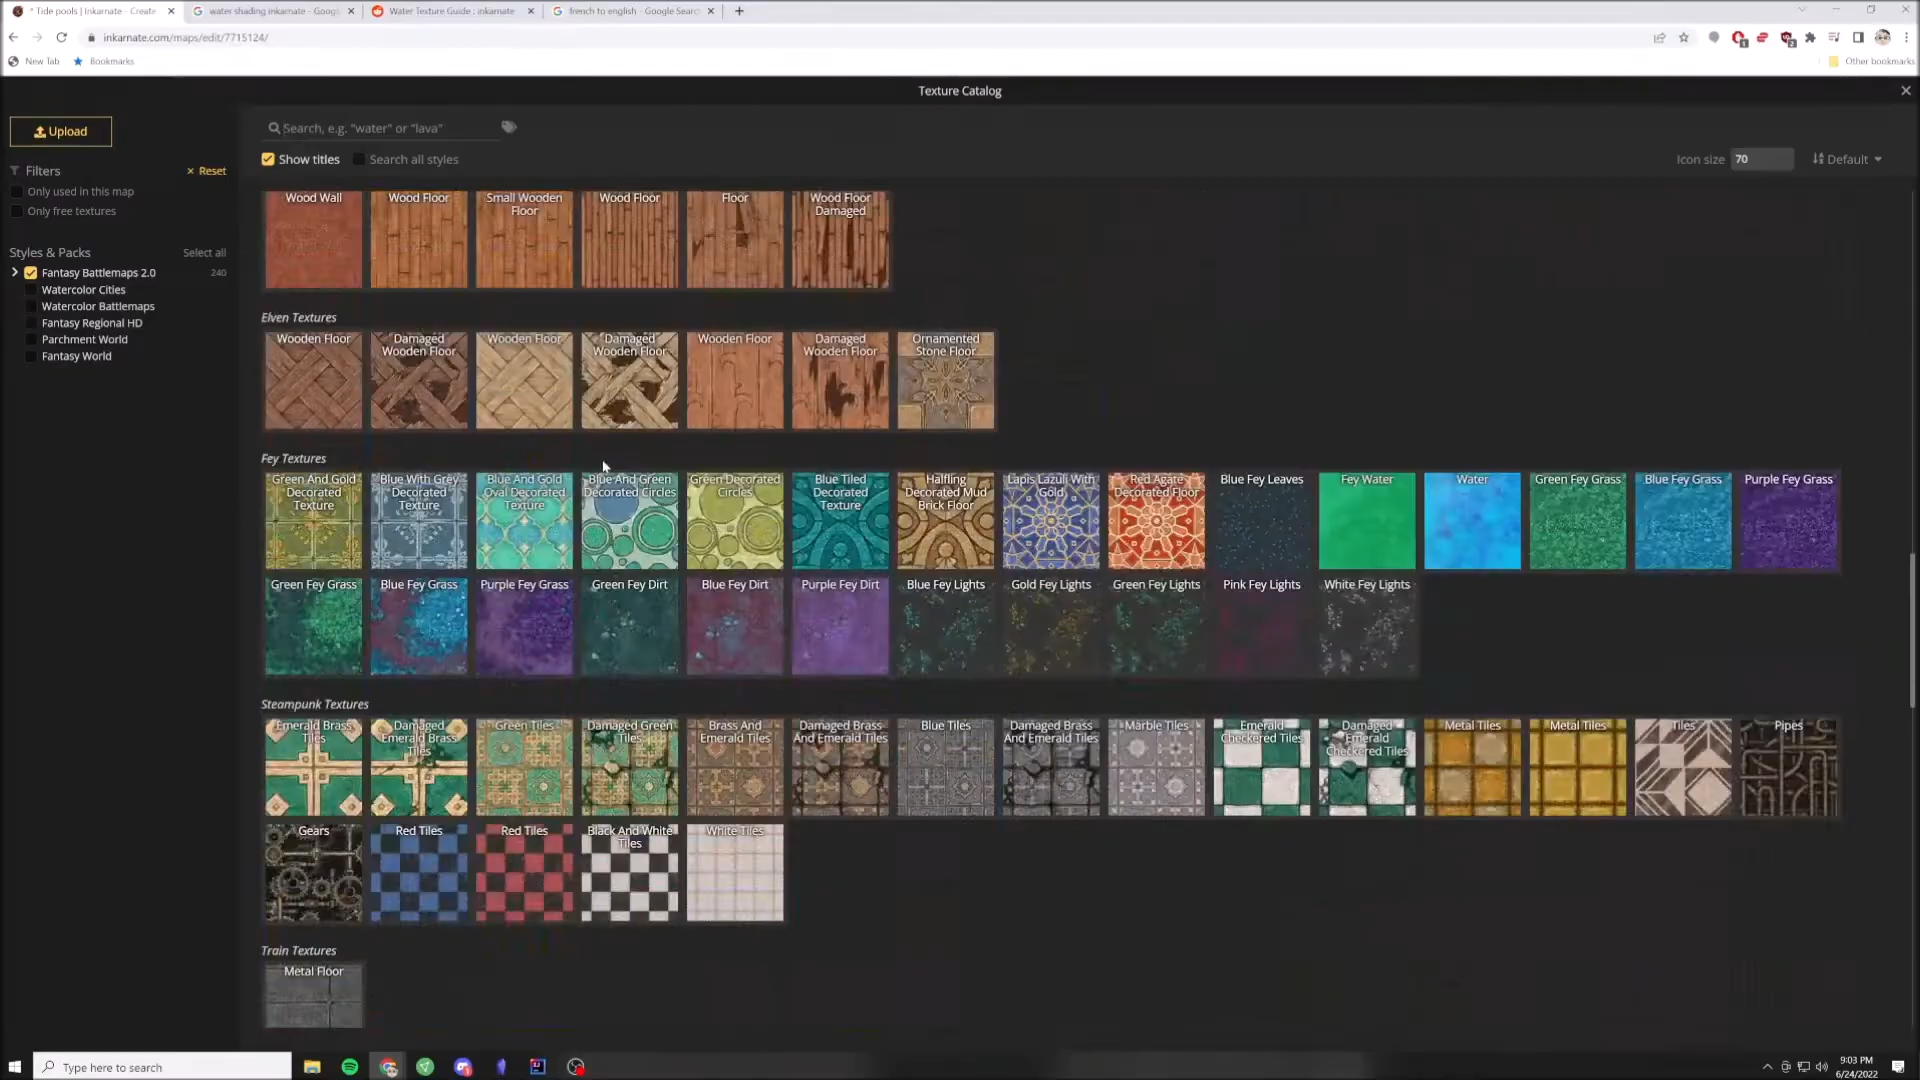 * Tide pools | Inkarnate - Create
water shading inkarnate - Googl
Water Texture Guide : inkarnate
french to english - Google Searc
inkarnate.com/maps/edit/7715124/
New Tab
Bookmarks
Other bookmarks
Texture Catalog
Upload
Search, e.g. "water" or "lava"
Show titles
Search all styles
Icon size
70
Default
Filters
Reset
Only used in this map
Only free textures
Styles & Packs
Select all
Fantasy Battlemaps 2.0
240
Watercolor Cities
Watercolor Battlemaps
Fantasy Regional HD
Parchment World
Fantasy World
Wood Wall
Wood Floor
Small Wooden Floor
Wood Floor
Floor
Wood Floor Damaged
Elven Textures
Wooden Floor
Damaged Wooden Floor
Wooden Floor
Damaged Wooden Floor
Wooden Floor
Damaged Wooden Floor
Ornamented Stone Floor
Fey Textures
Green And Gold Decorated Texture
Blue With Grey Decorated Texture
Blue And Gold Oval Decorated Texture
Blue And Green Decorated Circles
Green Decorated Circles
Blue Tiled Decorated Texture
Halfling Decorated Mud Brick Floor
Lapis Lazuli With Gold
Red Agate Decorated Floor
Blue Fey Leaves
Fey Water
Water
Green Fey Grass
Blue Fey Grass
Purple Fey Grass
Green Fey Grass
Blue Fey Grass
Purple Fey Grass
Green Fey Dirt
Blue Fey Dirt
Purple Fey Dirt
Blue Fey Lights
Gold Fey Lights
Green Fey Lights
Pink Fey Lights
White Fey Lights
Steampunk Textures
Emerald Brass Tiles
Damaged Emerald Brass Tiles
Green Tiles
Damaged Green Tiles
Brass And Emerald Tiles
Damaged Brass And Emerald Tiles
Blue Tiles
Damaged Brass And Emerald Tiles
Marble Tiles
Emerald Checkered Tiles
Damaged Emerald Checkered Tiles
Metal Tiles
Metal Tiles
Tiles
Pipes
Gears
Red Tiles
Red Tiles
Black And White Tiles
White Tiles
Train Textures
Metal Floor
Type here to search
9:03 PM
6/24/2022